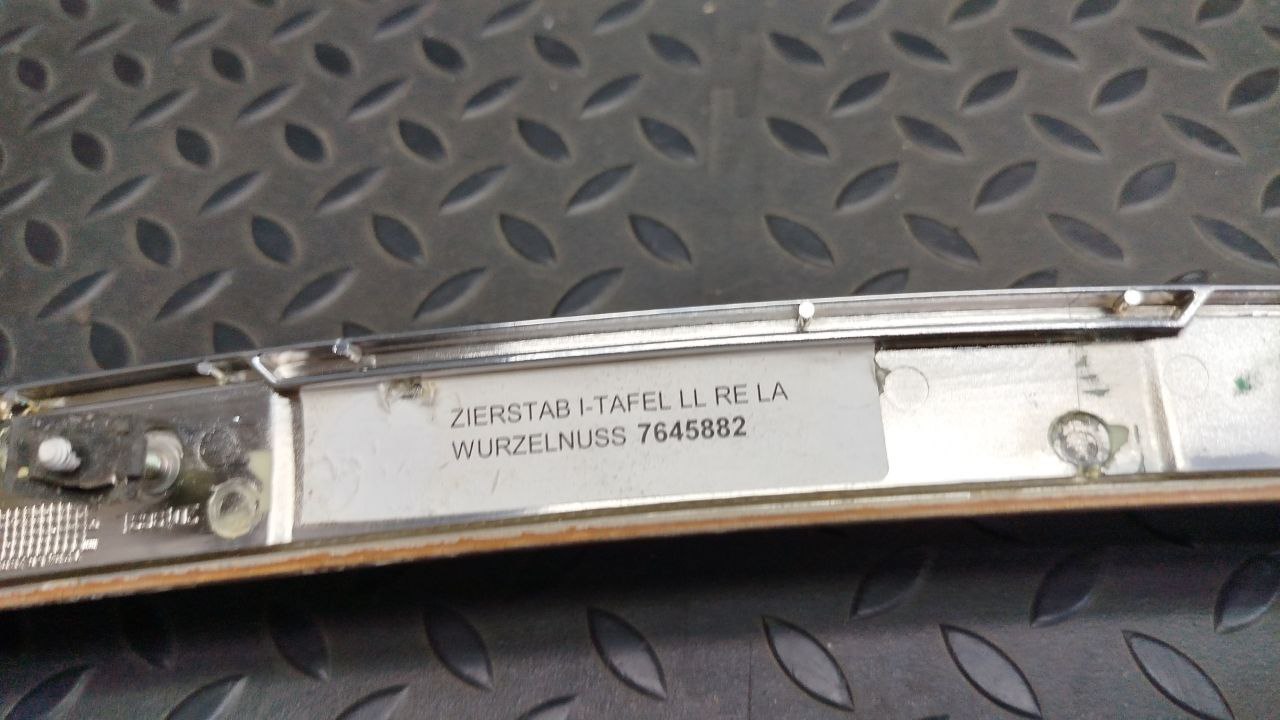 ZIERSTAB I-TAFEL LL RE LA
WURZELNUSS 7645882